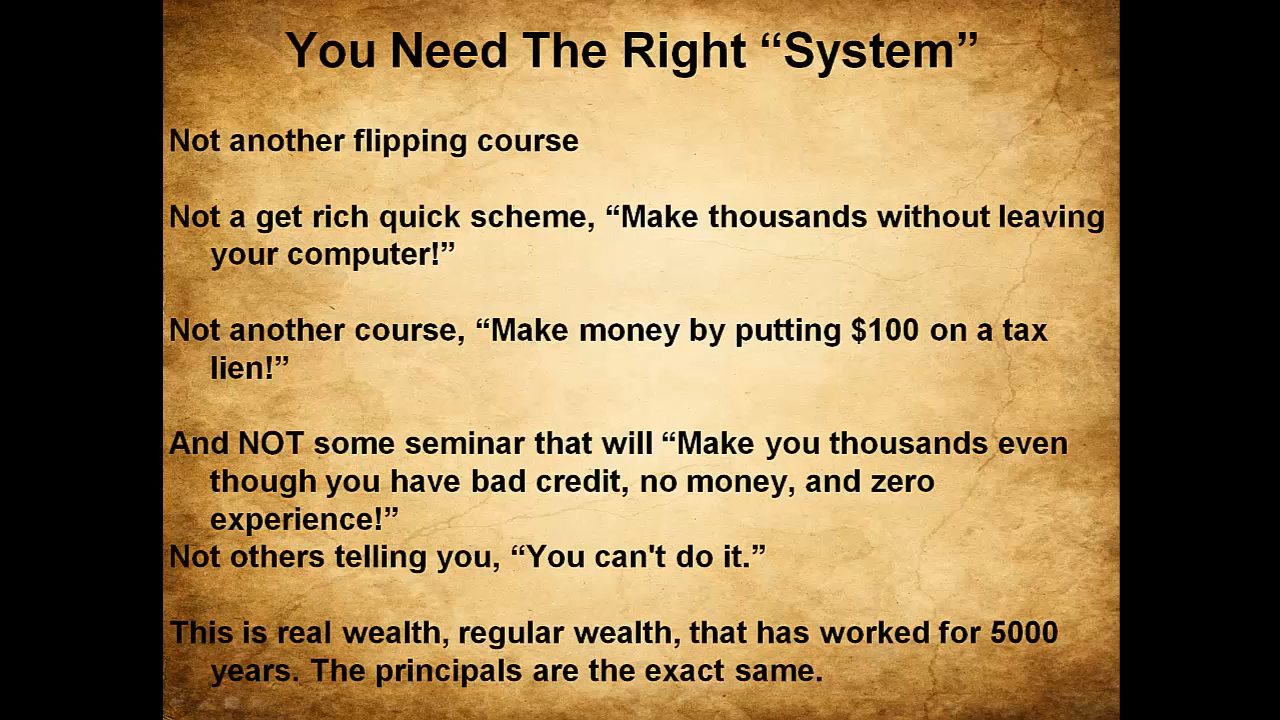 You Need The Right “System”
Not another flipping course
Not a get rich quick scheme, “Make thousands without leaving
your computer!”
Not another course, “Make money by putting $100 on a tax
lien!”
And NOT some seminar that will “Make you thousands even
though you have bad credit, no money, and zero
experience!”
Not others telling you, “You can't do it.”
This is real wealth, regular wealth, that has worked for 5000
years. The principals are the exact same.